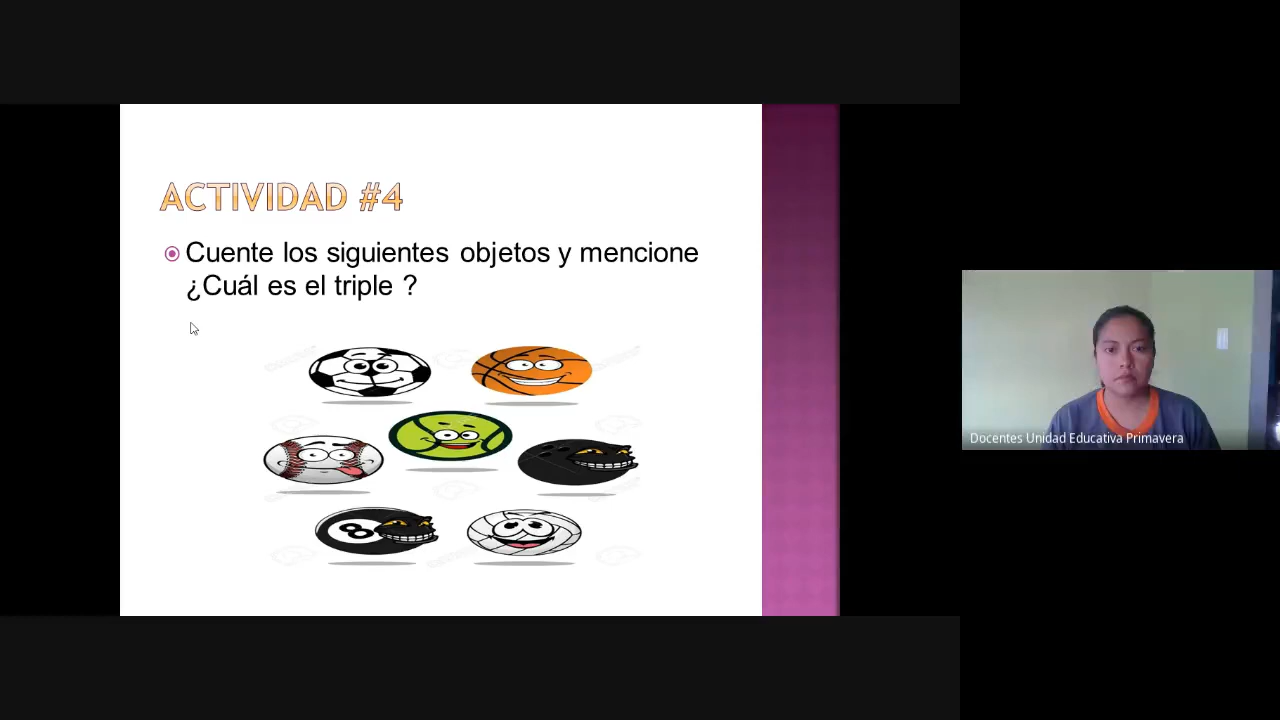 ACTIVIDAD #4
Cuente los siguientes objetos y mencione
¿Cuál es el triple ?
8
Docentes Unidad Educativa Primavera